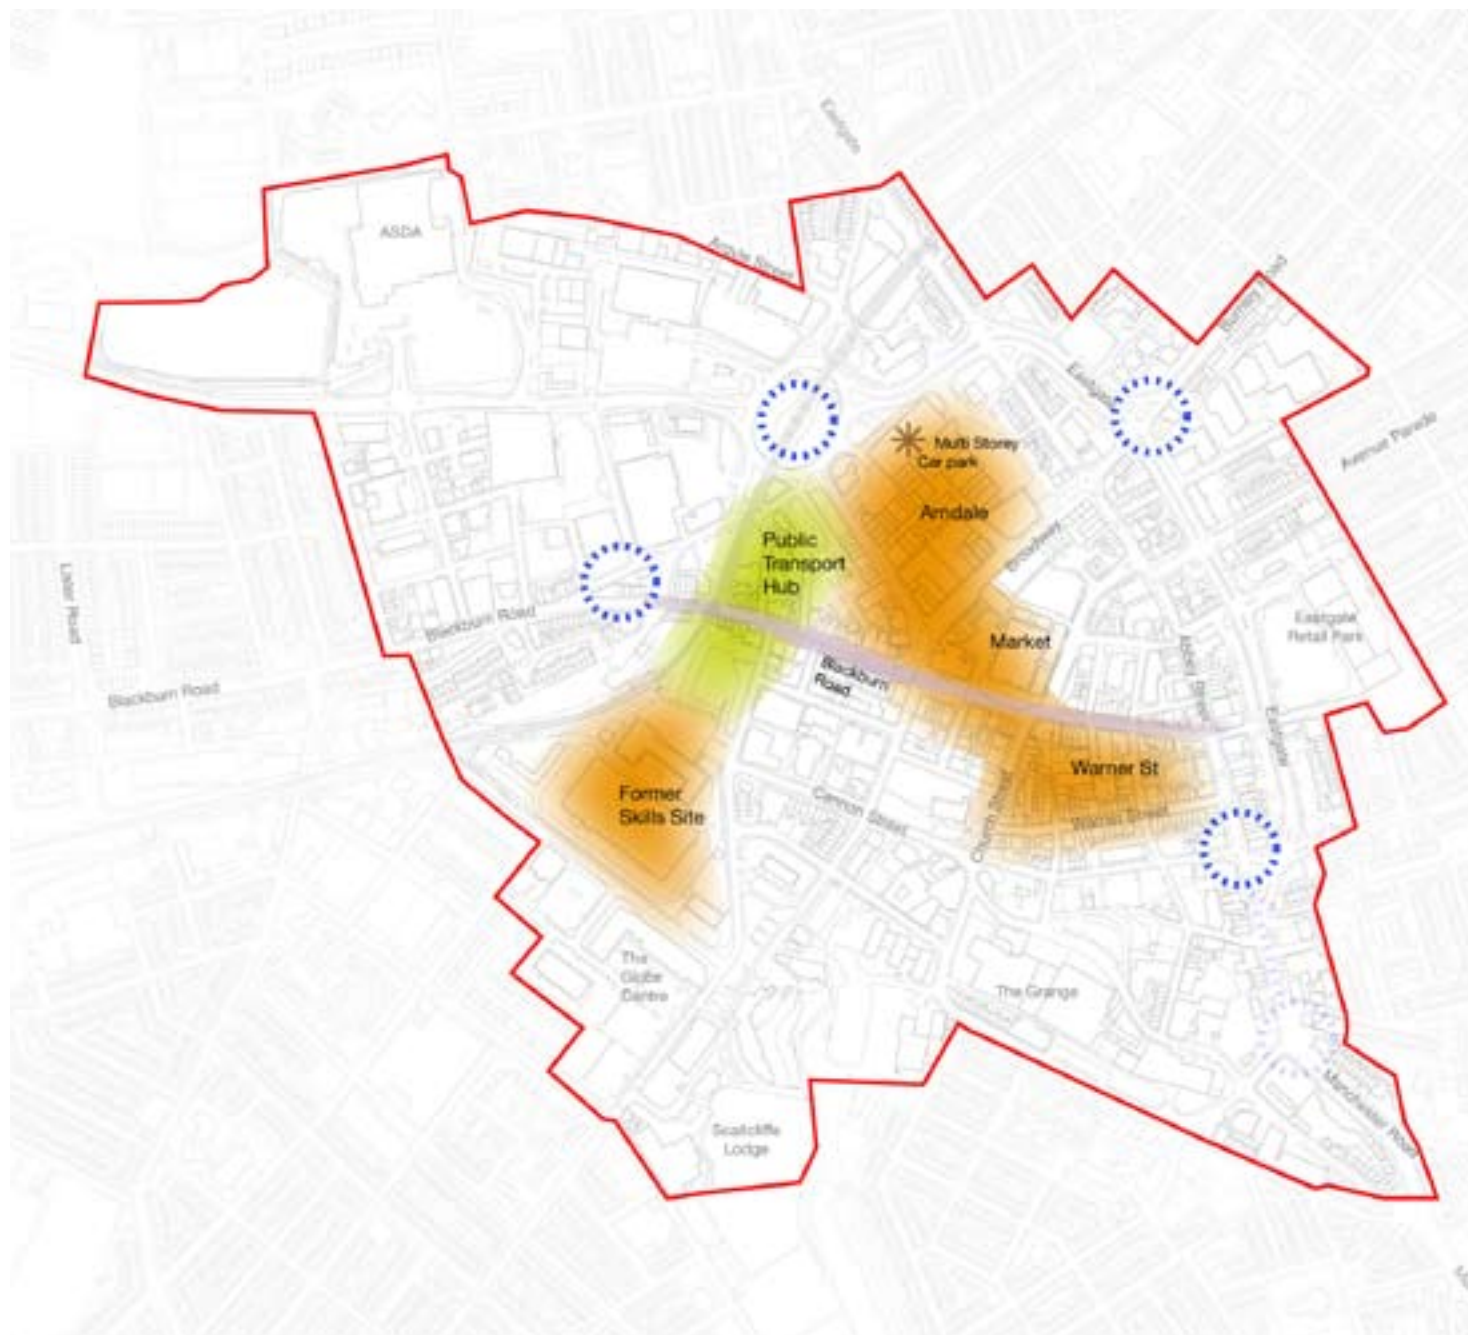 Eastgate
ASDA
Argyle Street
Burnley Road
Eastgate
Avenue Parade
Multi Storey
Car park
Arndale
Public
Transport
Hub
Broadway
Lister Road
Blackburn Road
Eastgate
Retail Park
Market
Abbey Street
Blackburn
Road
Blackburn Road
Eastgate
Warner St
Former
Skills Site
Cannon Street
Church Street
Warner Street
The
Globe
Centre
The Grange
Manchester Road
Scaitcliffe
Lodge